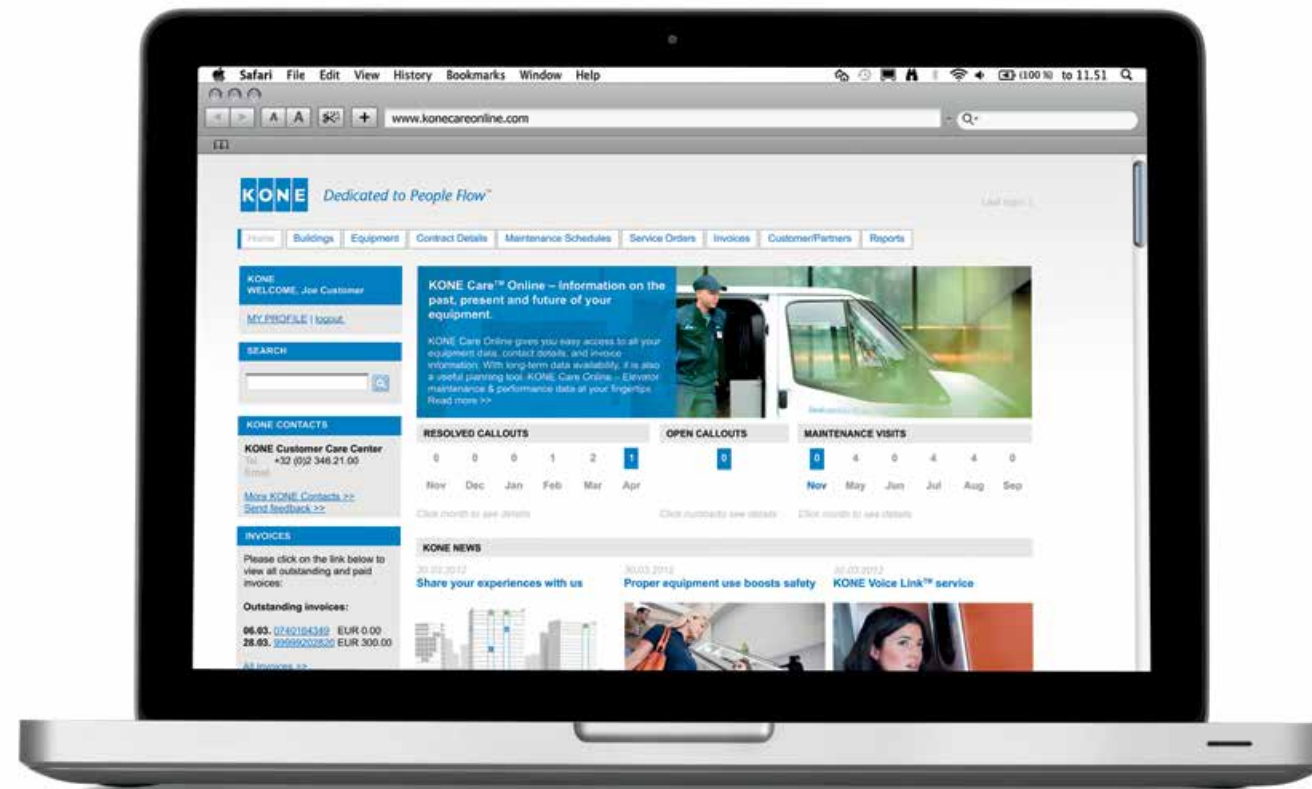 Safari File Edit View History Bookmarks Window Help (100 %) to 11.51
A A + www.konecareonline.com
KONE Dedicated to People Flow™
Home Buildings Equipment Contract Details Maintenance Schedules Service Orders Invoices Customer/Partners Reports
KONE
WELCOME, Joe Customer
MY PROFILE | logout
SEARCH
KONE CONTACTS
KONE Customer Care Center
Tel. +32 (0)2 346.21.00
Email
More KONE Contacts >>
Send feedback >>
INVOICES
Please click on the link below to
view all outstanding and paid
invoices:
Outstanding invoices:
06.03. 0740184349 EUR 0.00
28.03. 99999202820 EUR 300.00
All Invoices >>
KONE Care™ Online – Information on the
past, present and future of your
equipment.
KONE Care Online gives you easy access to all your
equipment data, contact details, and invoice
information. With long-term data availability, it is also
a useful planning tool. KONE Care Online – Elevator
maintenance & performance data at your fingertips.
Read more >>
RESOLVED CALLOUTS
0 0 0 1 2 1
Nov Dec Jan Feb Mar Apr
Click month to see details
OPEN CALLOUTS
0
Click numbers to see details
MAINTENANCE VISITS
0 4 0 4 4 0
Nov May Jun Jul Aug Sep
Click month to see details
KONE NEWS
30.03.2012
Share your experiences with us
30.03.2012
Proper equipment use boosts safety
KONE Voice Link™ service